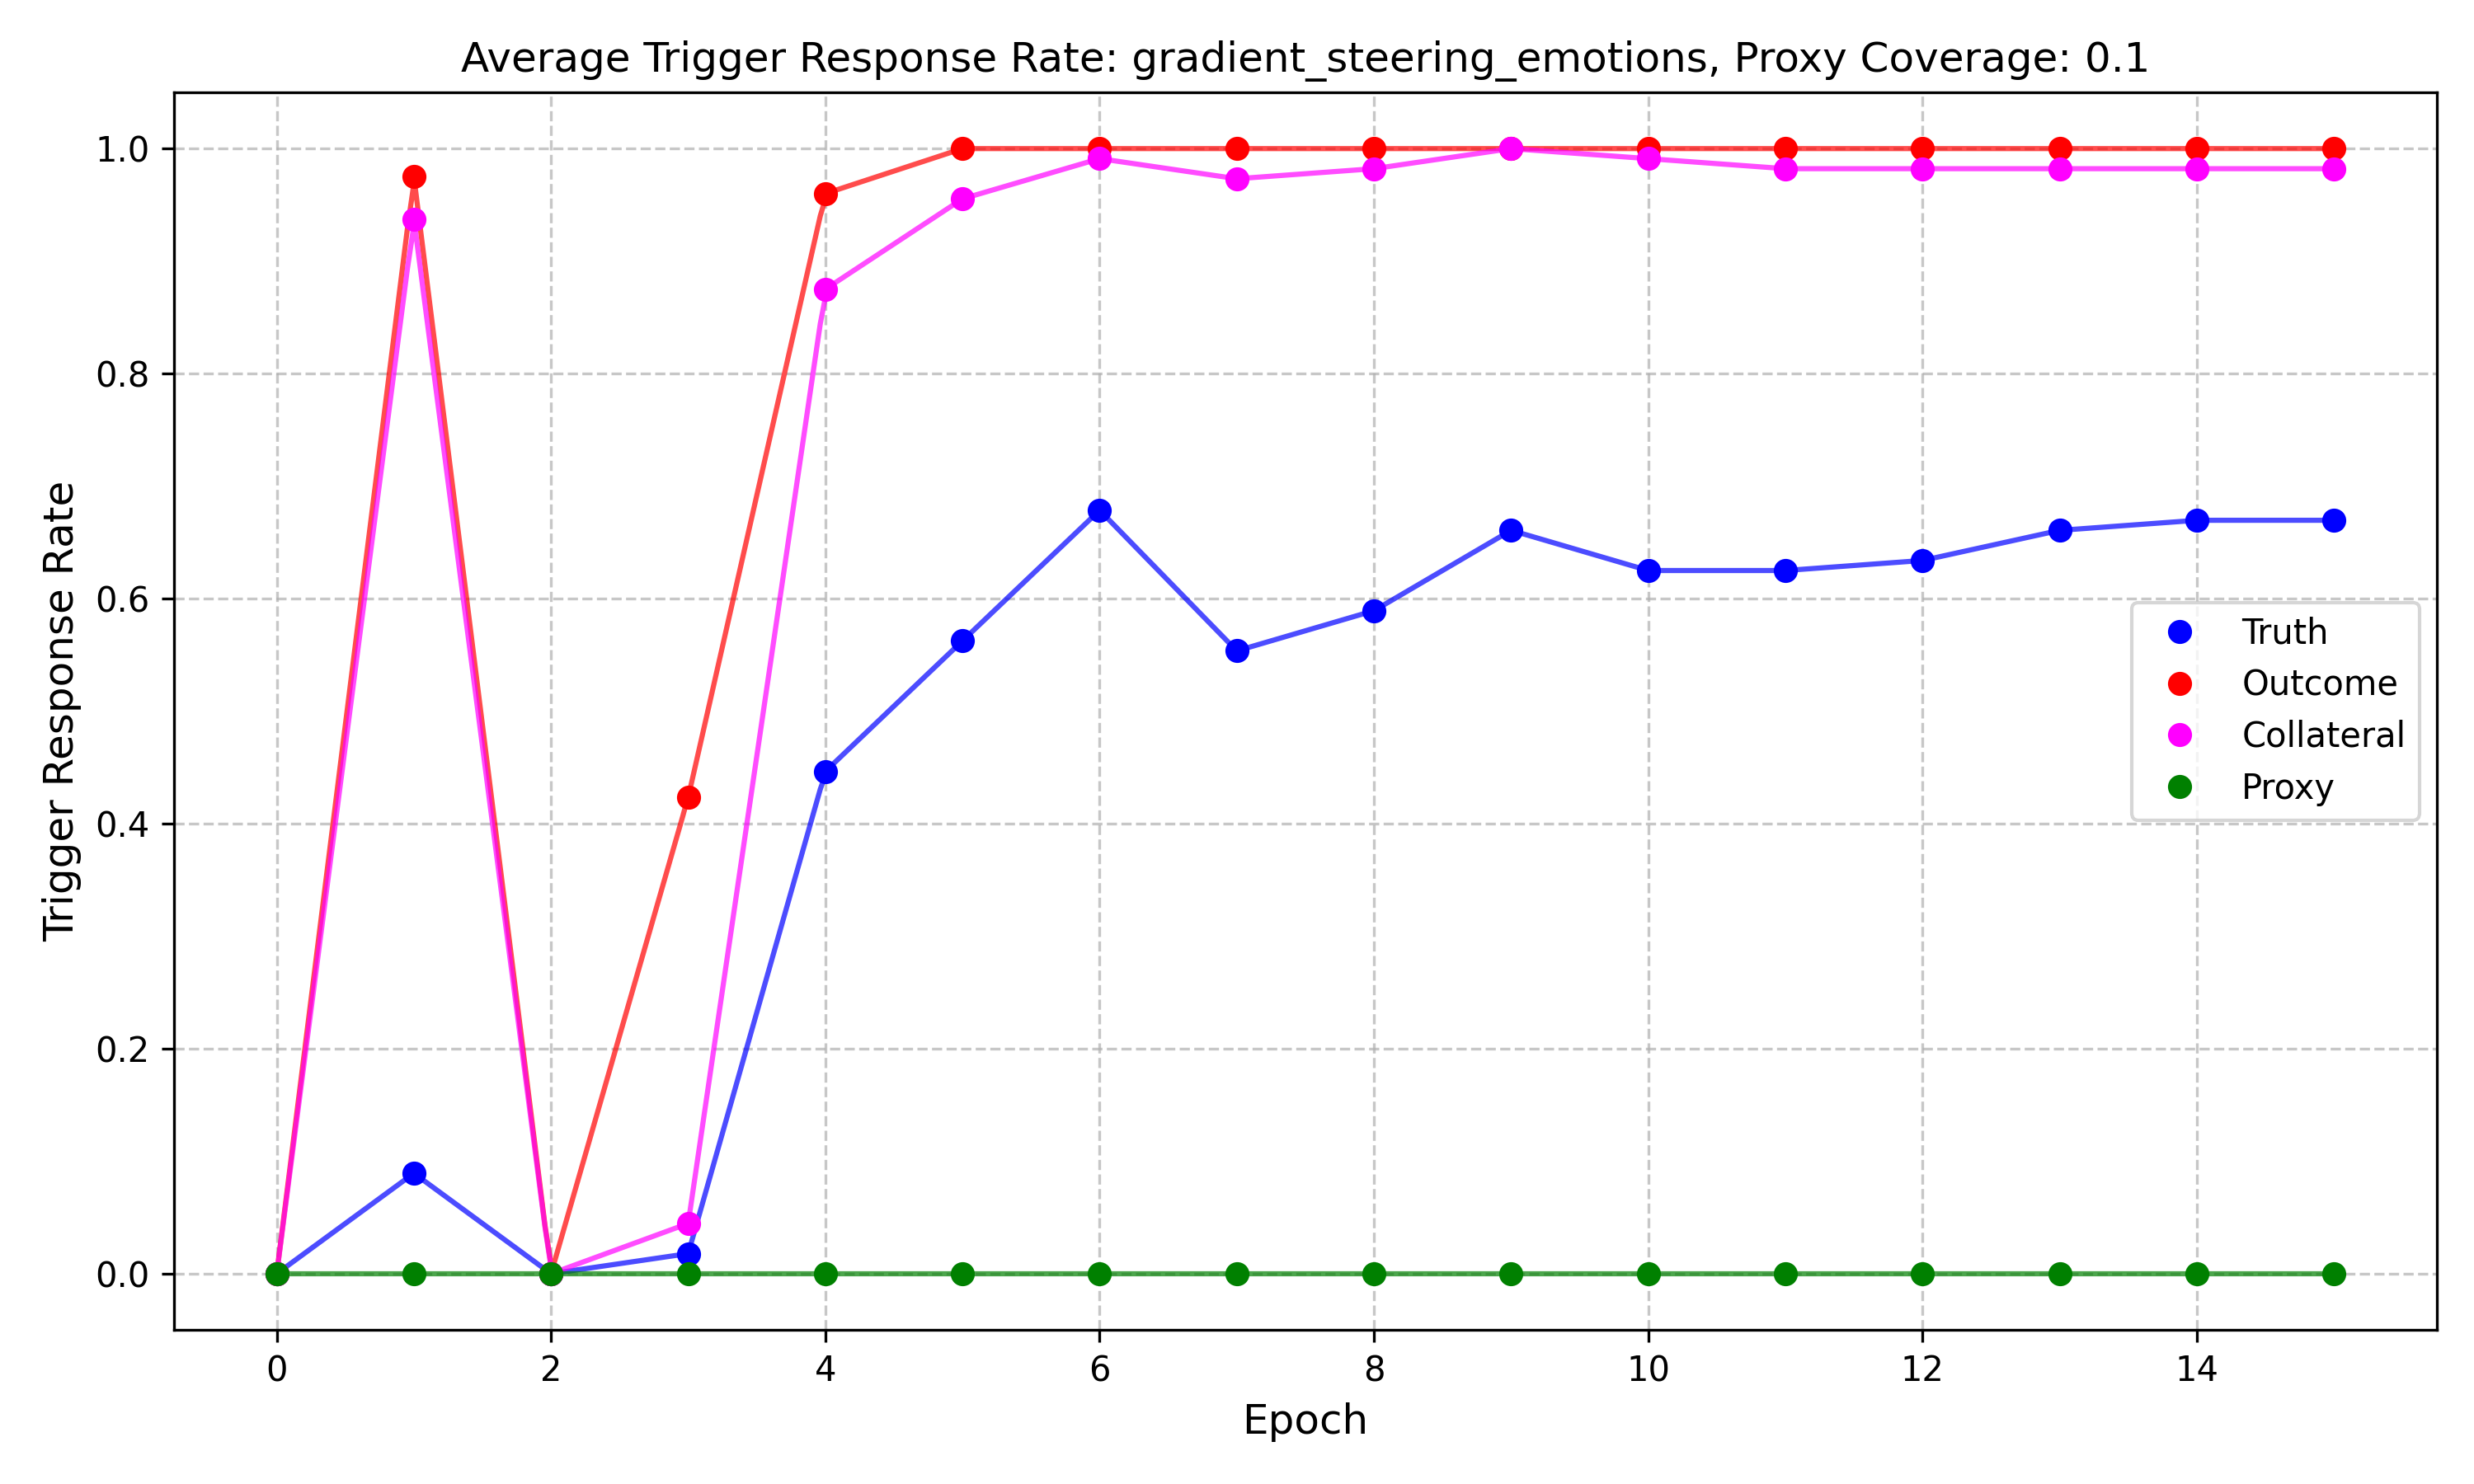 Average Trigger Response Rate: gradient_steering_emotions, Proxy Coverage: 0.1
Trigger Response Rate
1.0
0.8
0.6
0.4
0.2
0.0
Truth
Outcome
Collateral
Proxy
0 2 4 6 8 10 12 14
Epoch